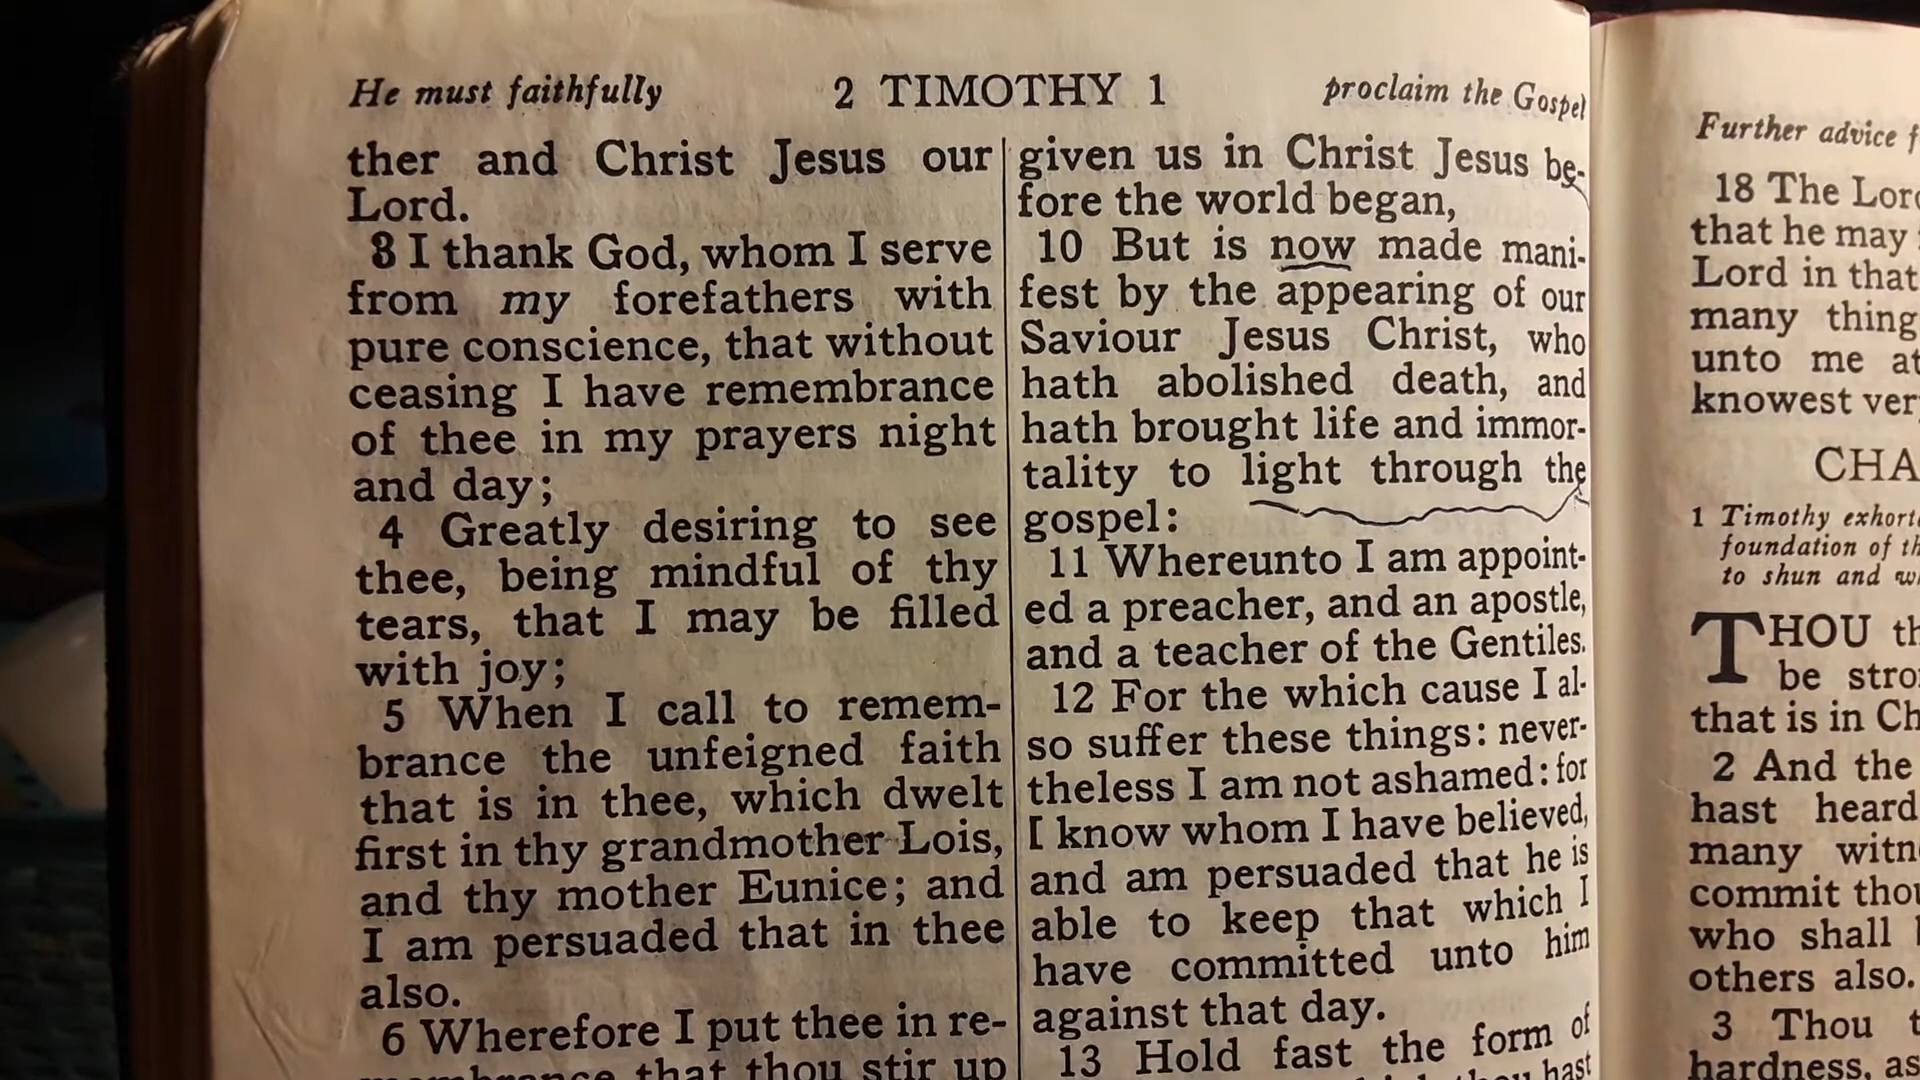 He must faithfully 2 TIMOTHY 1 proclaim the Gospel
ther and Christ Jesus our
Lord.
3 I thank God, whom I serve
from my forefathers with
pure conscience, that without
ceasing I have remembrance
of thee in my prayers night
and day;
4 Greatly desiring to see
thee, being mindful of thy
tears, that I may be filled
with joy;
5 When I call to remem-
brance the unfeigned faith
that is in thee, which dwelt
first in thy grandmother Lois,
and thy mother Eunice; and
I am persuaded that in thee
also.
6 Wherefore I put thee in re-
membrance that thou stir up
given us in Christ Jesus be-
fore the world began,
10 But is now made mani-
fest by the appearing of our
Saviour Jesus Christ, who
hath abolished death, and
hath brought life and immor-
tality to light through the
gospel:
11 Whereunto I am appoint-
ed a preacher, and an apostle,
and a teacher of the Gentiles.
12 For the which cause I al-
so suffer these things: never-
theless I am not ashamed: for
I know whom I have believed,
and am persuaded that he is
able to keep that which I
have committed unto him
against that day.
13 Hold fast the form of
thou hast
Further advice
18 The Lord
that he may
Lord in that
many thing
unto me at
knowest ver
CHA
1 Timothy exhort
foundation of th
to shun and
THOU th
be stro
that is in Ch
2 And the
hast heard
many witn
commit thou
who shall
others also.
3 Thou t
hardness, as